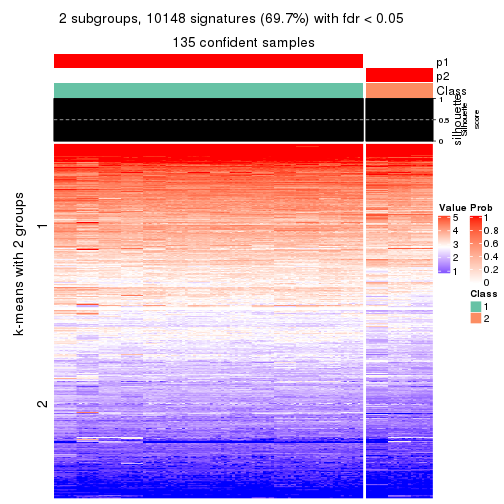 2 subgroups, 10148 signatures (69.7%) with fdr < 0.05
135 confident samples
p1
p2
Class
1
0.5
0
silhouette
Silhouette
score
k-means with 2 groups
1
2
Value
5
4
3
2
1
Prob
1
0.8
0.6
0.4
0.2
0
Class
1
2